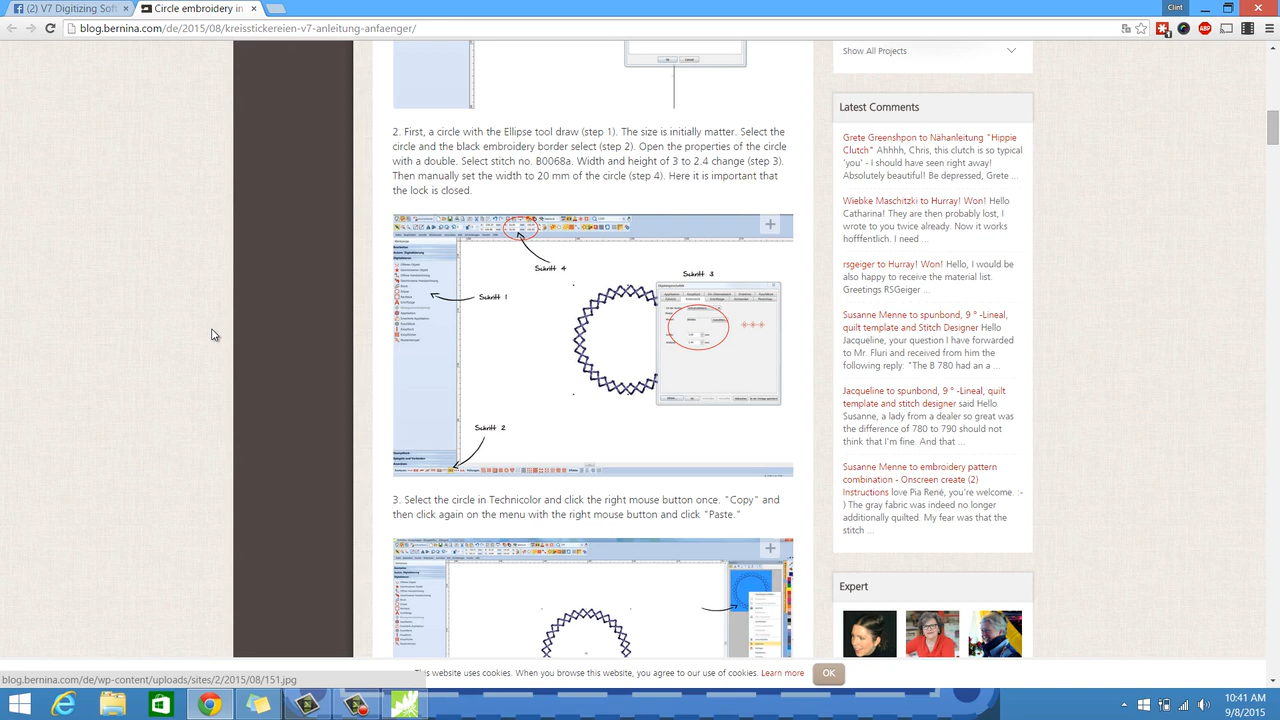 (2) V7 Digitizing Soft
Circle embroidery in
Clint
blog.bernina.com/de/2015/08/kreisstickereien-v7-anleitung-anfaenger/
Show All Projects
2. First, a circle with the Ellipse tool draw (step 1). The size is initially matter. Select the
circle and the black embroidery border select (step 2). Open the properties of the circle
with a double. Select stitch no. B0068a. Width and height of 3 to 2.4 change (step 3).
Then manually set the width to 20 mm of the circle (step 4). Here it is important that
the lock is closed.
Schritt 4
Schritt 3
Schritt 1
Schritt 2
3. Select the circle in Technicolor and click the right mouse button once. "Copy" and
then click again on the menu with the right mouse button and click "Paste."
Latest Comments
Grete Greenshpon to Nähanleitung "Hippie
Clutch" Ahhhh, Chris, this clutch is so typical
'you' - I should have seen right away!
Absolutely beautiful! Be depressed, Grete ...
Hurray! Won! Hello
Catharina! They are then probably lost, I
already. Now it works
I need ...
to Hurray! Won! Hello, I would be
happy to receive the material list.
Greetings RSGeiger ...
Susanne Menne to spunbond, 9 ° -Lineal,
quilt template and Stitch Designer Hello
Jacqueline, your question I have forwarded
to Mr. Fluri and received from him the
following reply: "The B 780 had an a ...
Jacqueline to spunbond, 9 ° -Lineal, quilt
template and stitch designer said Hello
Susanne, a lady from a dealer so great was
the difference of 780 to 790 should not
think that I'm fine. And that ...
embroidery pattern
combination - Onscreen create (2)
Instructions love Pia René, you're welcome. :-
) The gray fabric was indeed no longer
additionally quilted. My fear was that the
stitch
Expert
This website uses cookies. When you browse this website, you agree to our use of cookies. Learn more
OK
blog.bernina.com/de/
uploads/sites/2/2015/08/151.jpg
10:41 AM
9/8/2015